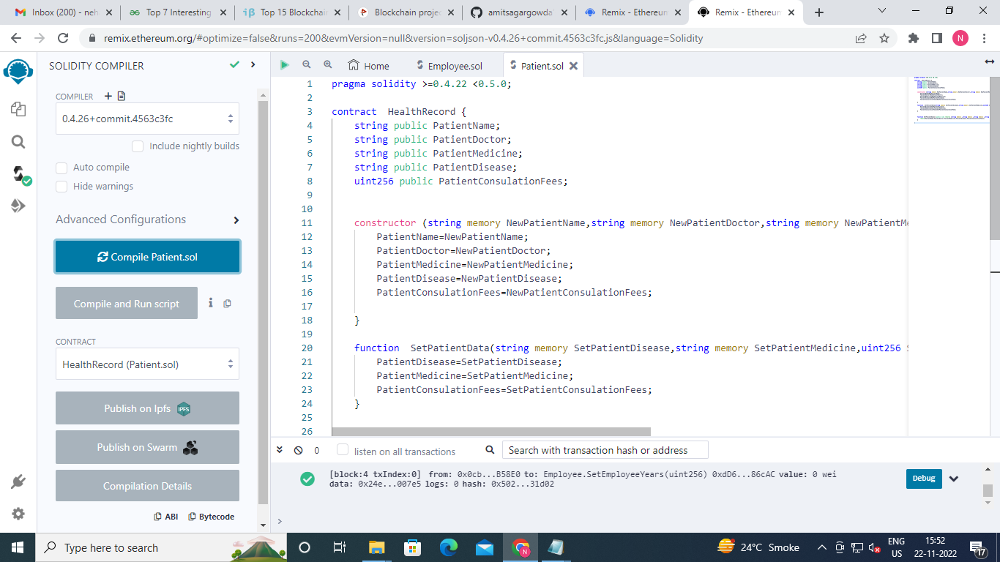 Inbox (200) - neh
Top 7 Interesting
Top 15 Blockchain
Blockchain projec
amitsagargowda
Remix - Ethereum
Remix - Ethereum
remix.ethereum.org/#optimize=false&runs=200&evmVersion=null&version=soljson-v0.4.26+commit.4563c3fc.js&language=Solidity
N
SOLIDITY COMPILER
COMPILER
0.4.26+commit.4563c3fc
Include nightly builds
Auto compile
Hide warnings
Advanced Configurations
Compile Patient.sol
Compile and Run script
CONTRACT
HealthRecord (Patient.sol)
Publish on Ipfs
IPFS
Publish on Swarm
Compilation Details
ABI
Bytecode
Home
Employee.sol
Patient.sol
1 pragma solidity >=0.4.22 <0.5.0;
2
3 contract  HealthRecord {
4     string public PatientName;
5     string public PatientDoctor;
6     string public PatientMedicine;
7     string public PatientDisease;
8     uint256 public PatientConsulationFees;
9
10
11     constructor (string memory NewPatientName,string memory NewPatientDoctor,string memory NewPatientMe
12         PatientName=NewPatientName;
13         PatientDoctor=NewPatientDoctor;
14         PatientMedicine=NewPatientMedicine;
15         PatientDisease=NewPatientDisease;
16         PatientConsulationFees=NewPatientConsulationFees;
17
18     }
19
20     function  SetPatientData(string memory SetPatientDisease,string memory SetPatientMedicine,uint256 S
21         PatientDisease=SetPatientDisease;
22         PatientMedicine=SetPatientMedicine;
23         PatientConsulationFees=SetPatientConsulationFees;
24     }
25
26
0
listen on all transactions
Search with transaction hash or address
[block:4 txIndex:0] from: 0x0cb...B58E0 to: Employee.SetEmployeeYears(uint256) 0xdD6...86cAC value: 0 wei
data: 0x24e...007e5 logs: 0 hash: 0x502...31d02
Debug
>
Type here to search
N
24°C Smoke
ENG
US
15:52
22-11-2022
17